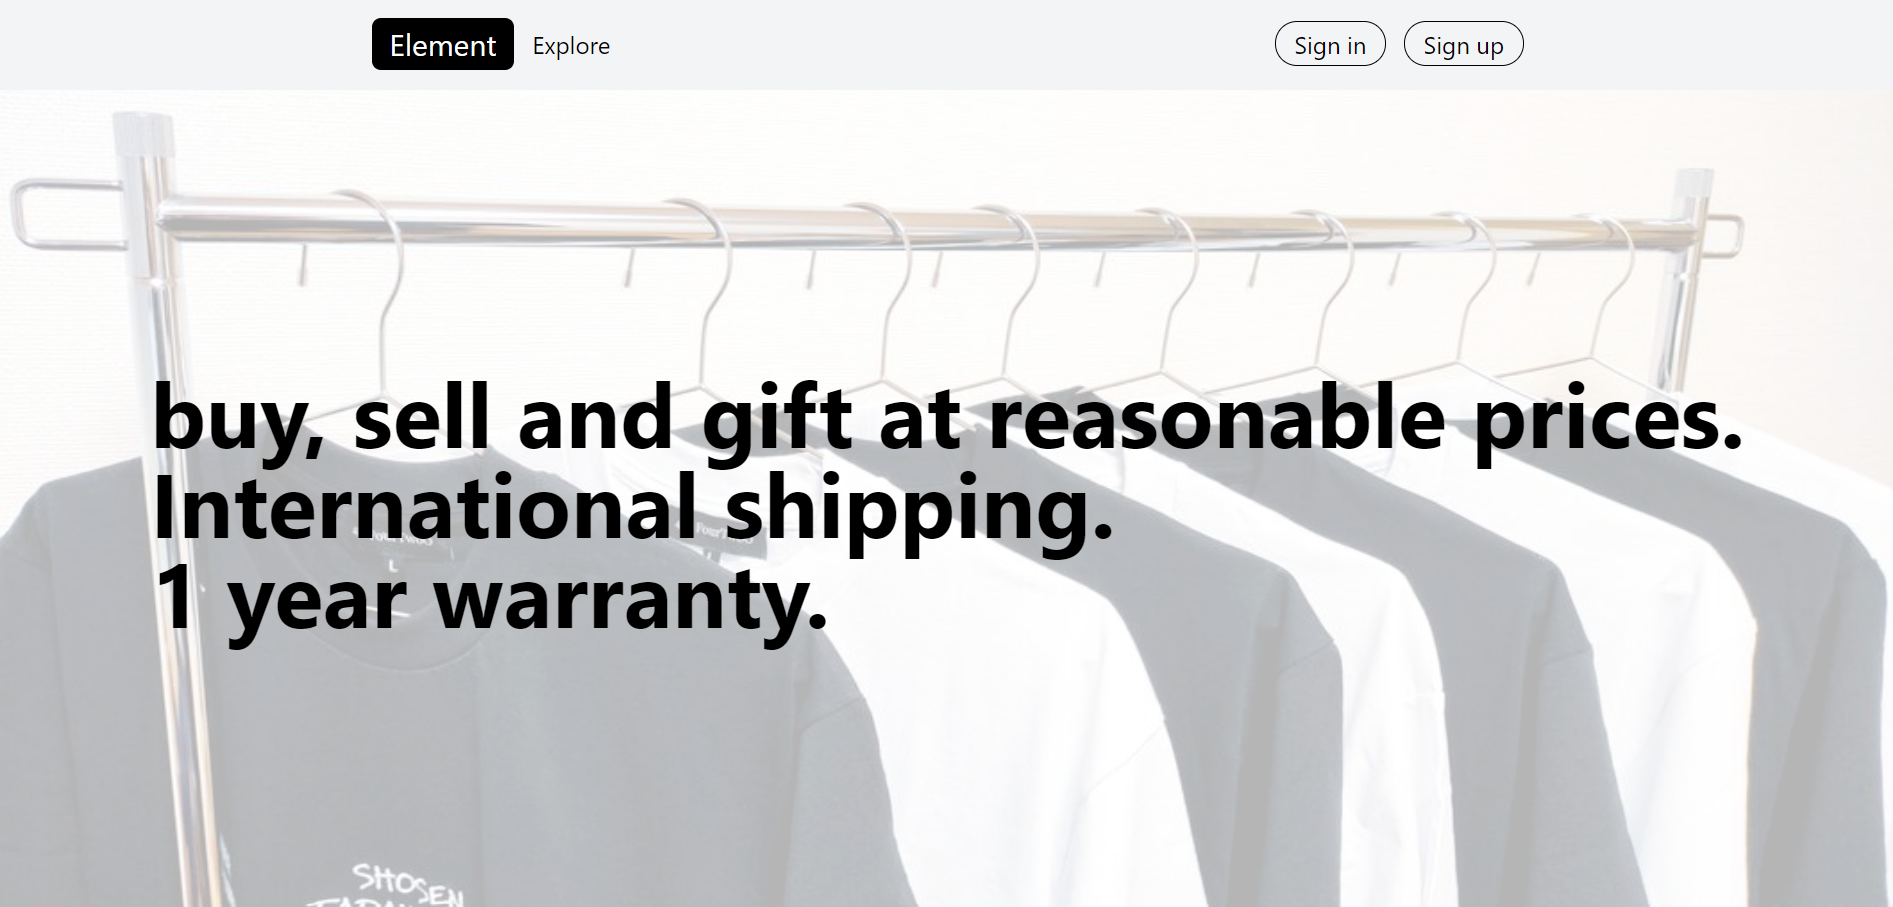 Element
Explore
Sign in
Sign up
buy, sell and gift at reasonable prices.
International shipping.
1 year warranty.
L
SHOSEN